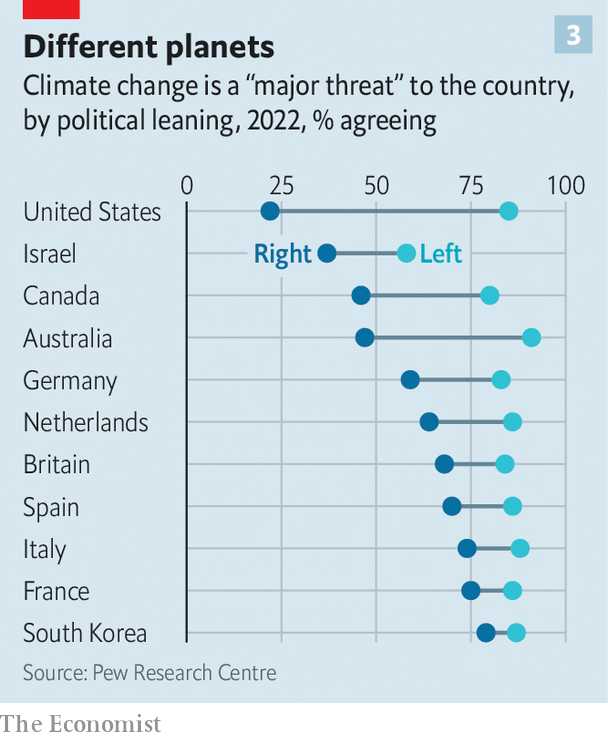 Different planets
3
Climate change is a “major threat” to the country,
by political leaning, 2022, % agreeing
0 25 50 75 100
United States
Israel Right Left
Canada
Australia
Germany
Netherlands
Britain
Spain
Italy
France
South Korea
Source: Pew Research Centre
The Economist